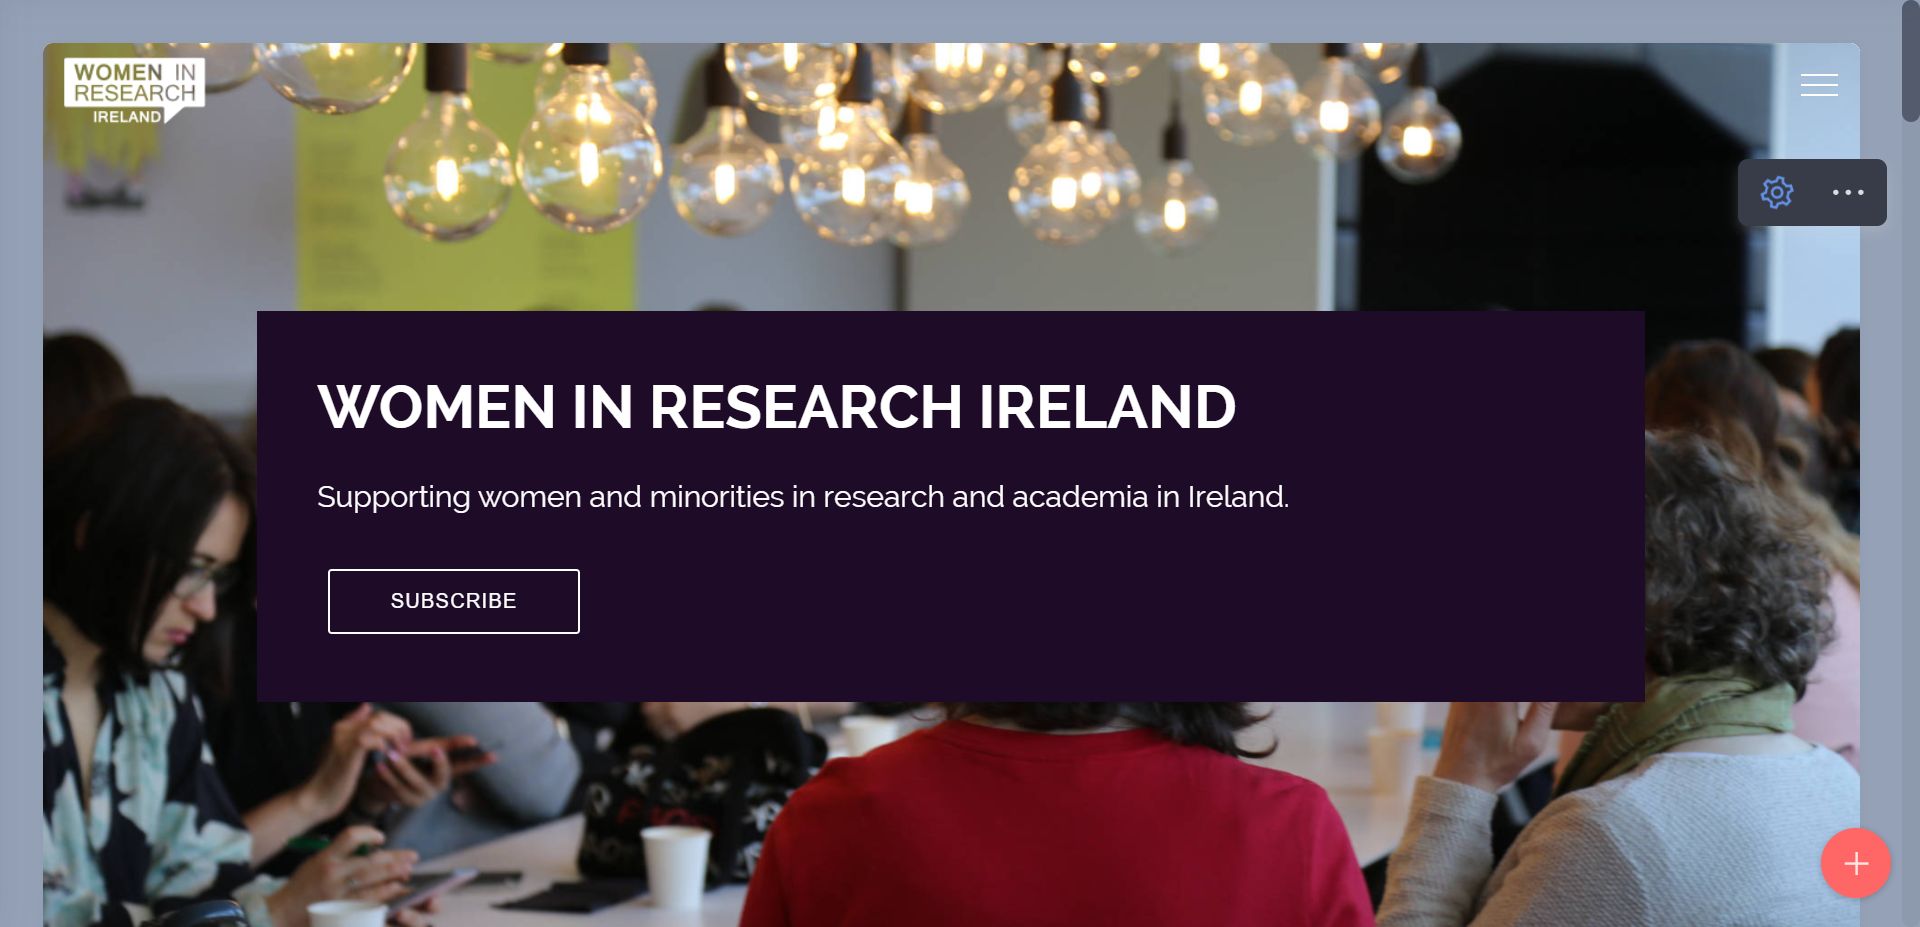 WOMEN IN
RESEARCH
IRELAND
WOMEN IN RESEARCH IRELAND
Supporting women and minorities in research and academia in Ireland.
SUBSCRIBE